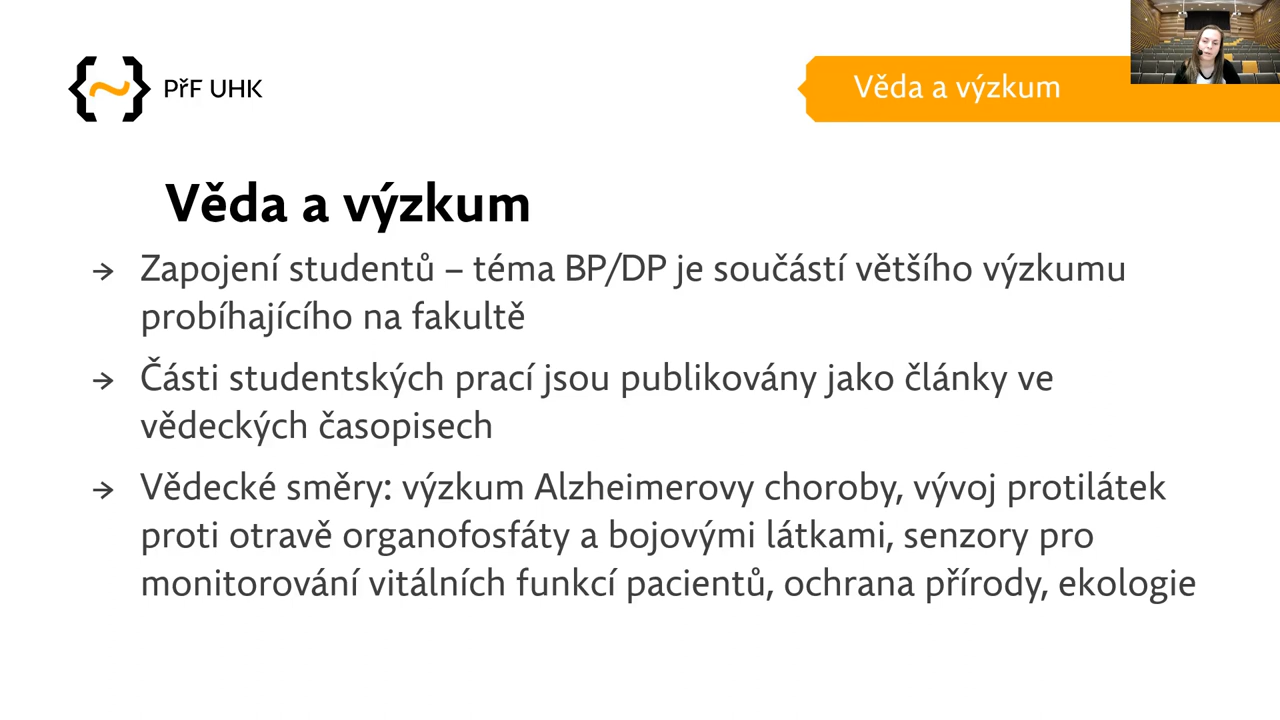 PřF UHK
Věda a výzkum
Věda a výzkum
→ Zapojení studentů – téma BP/DP je součástí většího výzkumu
probíhajícího na fakultě
→ Části studentských prací jsou publikovány jako články ve
vědeckých časopisech
→ Vědecké směry: výzkum Alzheimerovy choroby, vývoj protilátek
proti otravě organofosfáty a bojovými látkami, senzory pro
monitorování vitálních funkcí pacientů, ochrana přírody, ekologie